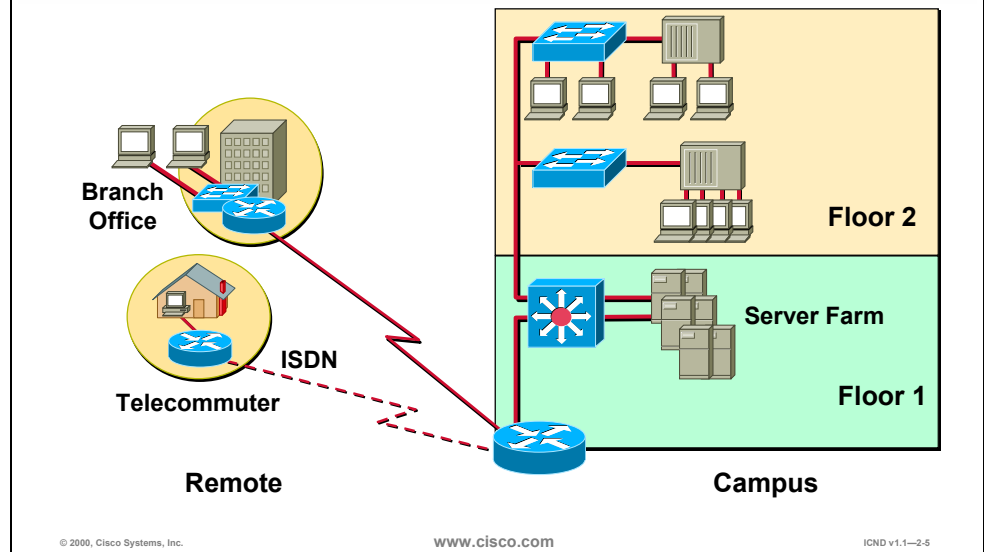 Branch
Office
Floor 2
Server Farm
ISDN
Telecommuter
Floor 1
Remote
Campus
© 2000, Cisco Systems, Inc.
www.cisco.com
ICND v1.1—2-5